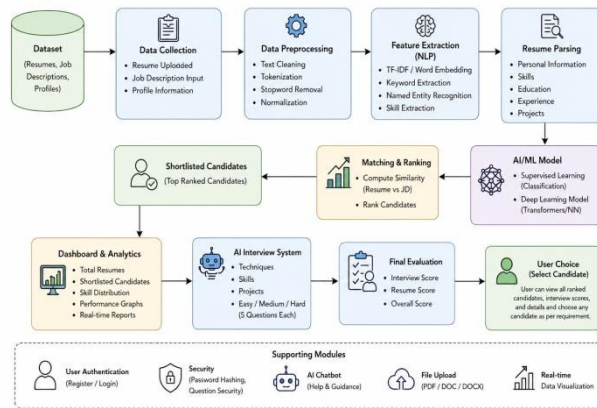 Dataset
(Resumes, Job
Descriptions,
Profiles)
Data Collection
• Resume Uploaded
• Job Description Input
• Profile Information
Data Preprocessing
• Text Cleaning
• Tokenization
• Stopword Removal
• Normalization
Feature Extraction
(NLP)
• TF-IDF / Word Embedding
• Keyword Extraction
• Named Entity Recognition
• Skill Extraction
Resume Parsing
• Personal Information
• Skills
• Education
• Experience
• Projects
AI/ML Model
• Supervised Learning
(Classification)
• Deep Learning Model
(Transformers/NN)
Matching & Ranking
• Compute Similarity
(Resume vs JD)
• Rank Candidates
Shortlisted Candidates
(Top Ranked Candidates)
Dashboard & Analytics
• Total Resumes
• Shortlisted Candidates
• Skill Distribution
• Performance Graphs
• Real-time Reports
AI Interview System
• Techniques
• Skills
• Projects
• Easy / Medium / Hard
(5 Questions Each)
Final Evaluation
• Interview Score
• Resume Score
• Overall Score
User Choice
(Select Candidate)
User can view all ranked
candidates, interview scores,
and details and choose any
candidate as per requirement.
Supporting Modules
User Authentication
(Register / Login)
Security
(Password Hashing,
Question Security)
AI Chatbot
(Help & Guidance)
File Upload
(PDF / DOC / DOCX)
Real-time
Data Visualization